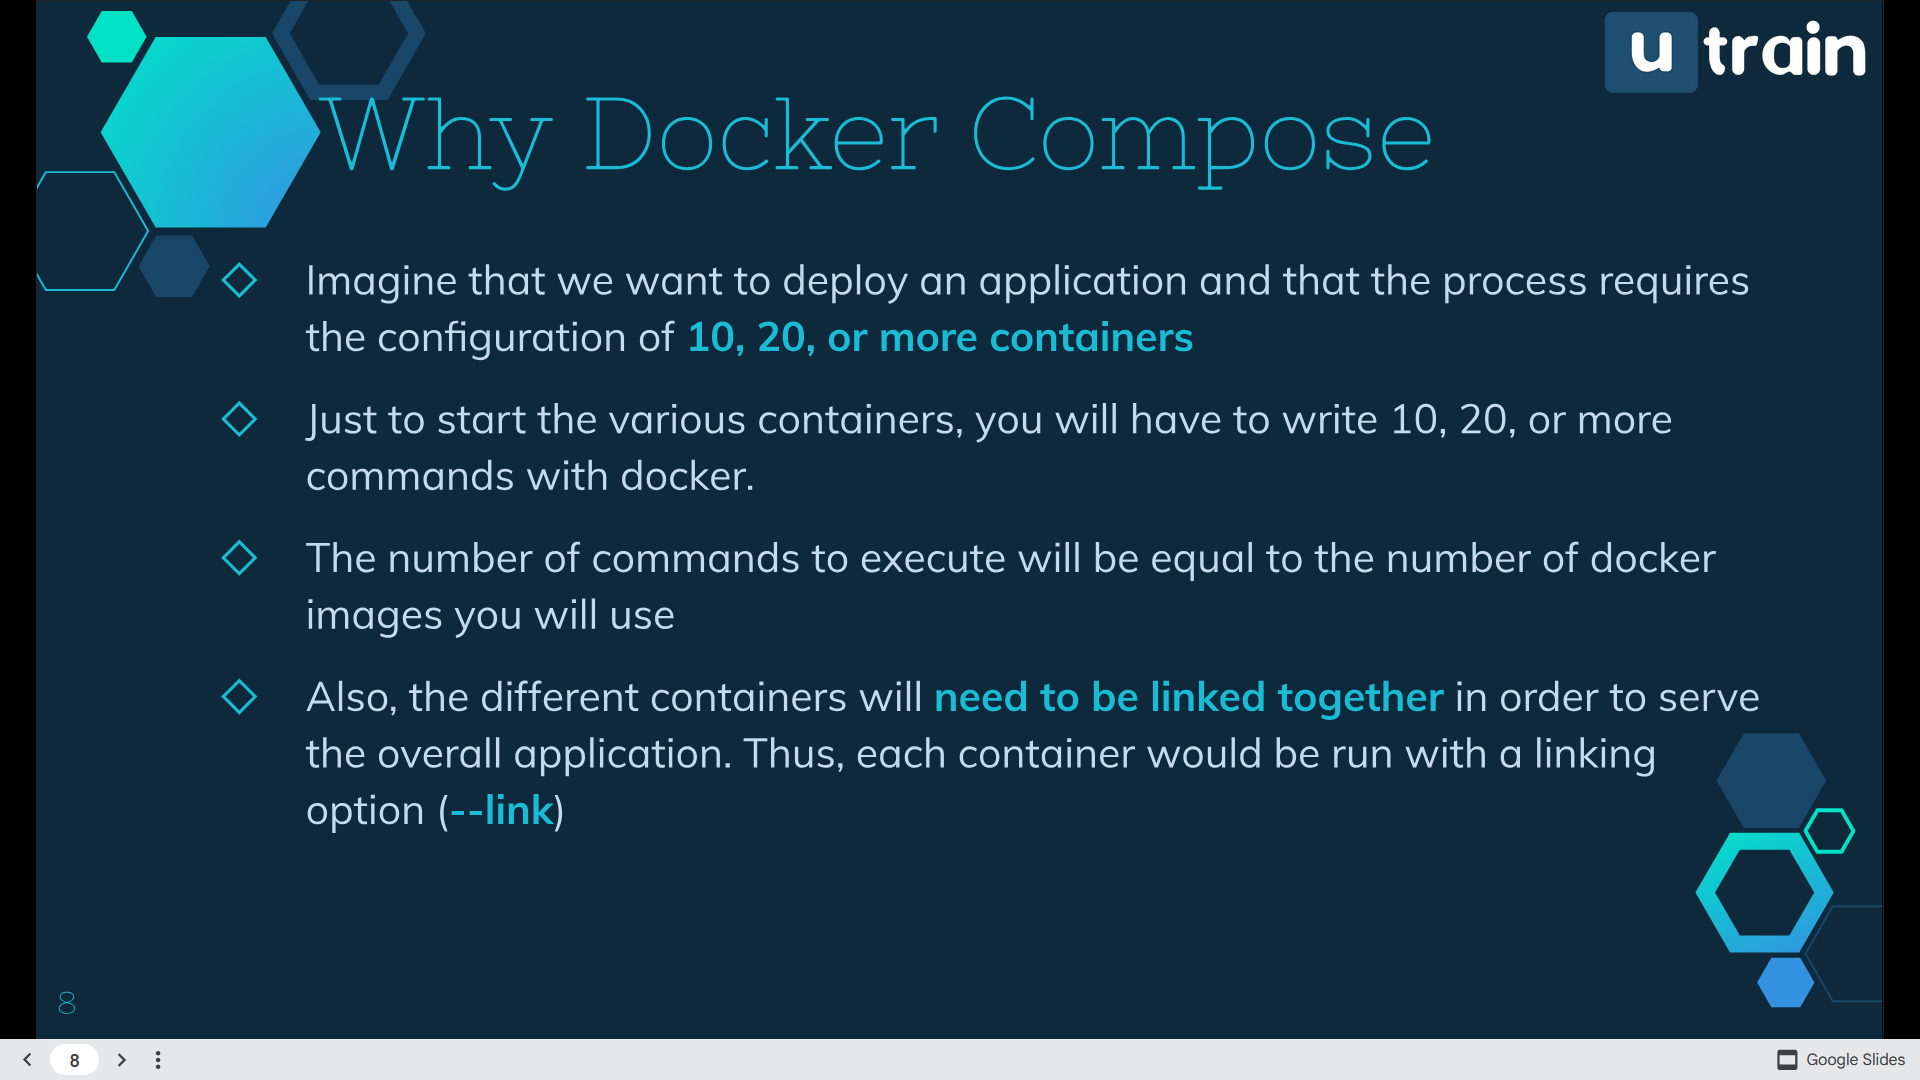 u train
Why Docker Compose
Imagine that we want to deploy an application and that the process requires
the configuration of 10, 20, or more containers
Just to start the various containers, you will have to write 10, 20, or more
commands with docker.
The number of commands to execute will be equal to the number of docker
images you will use
Also, the different containers will need to be linked together in order to serve
the overall application. Thus, each container would be run with a linking
option (--link)
8
8
Google Slides